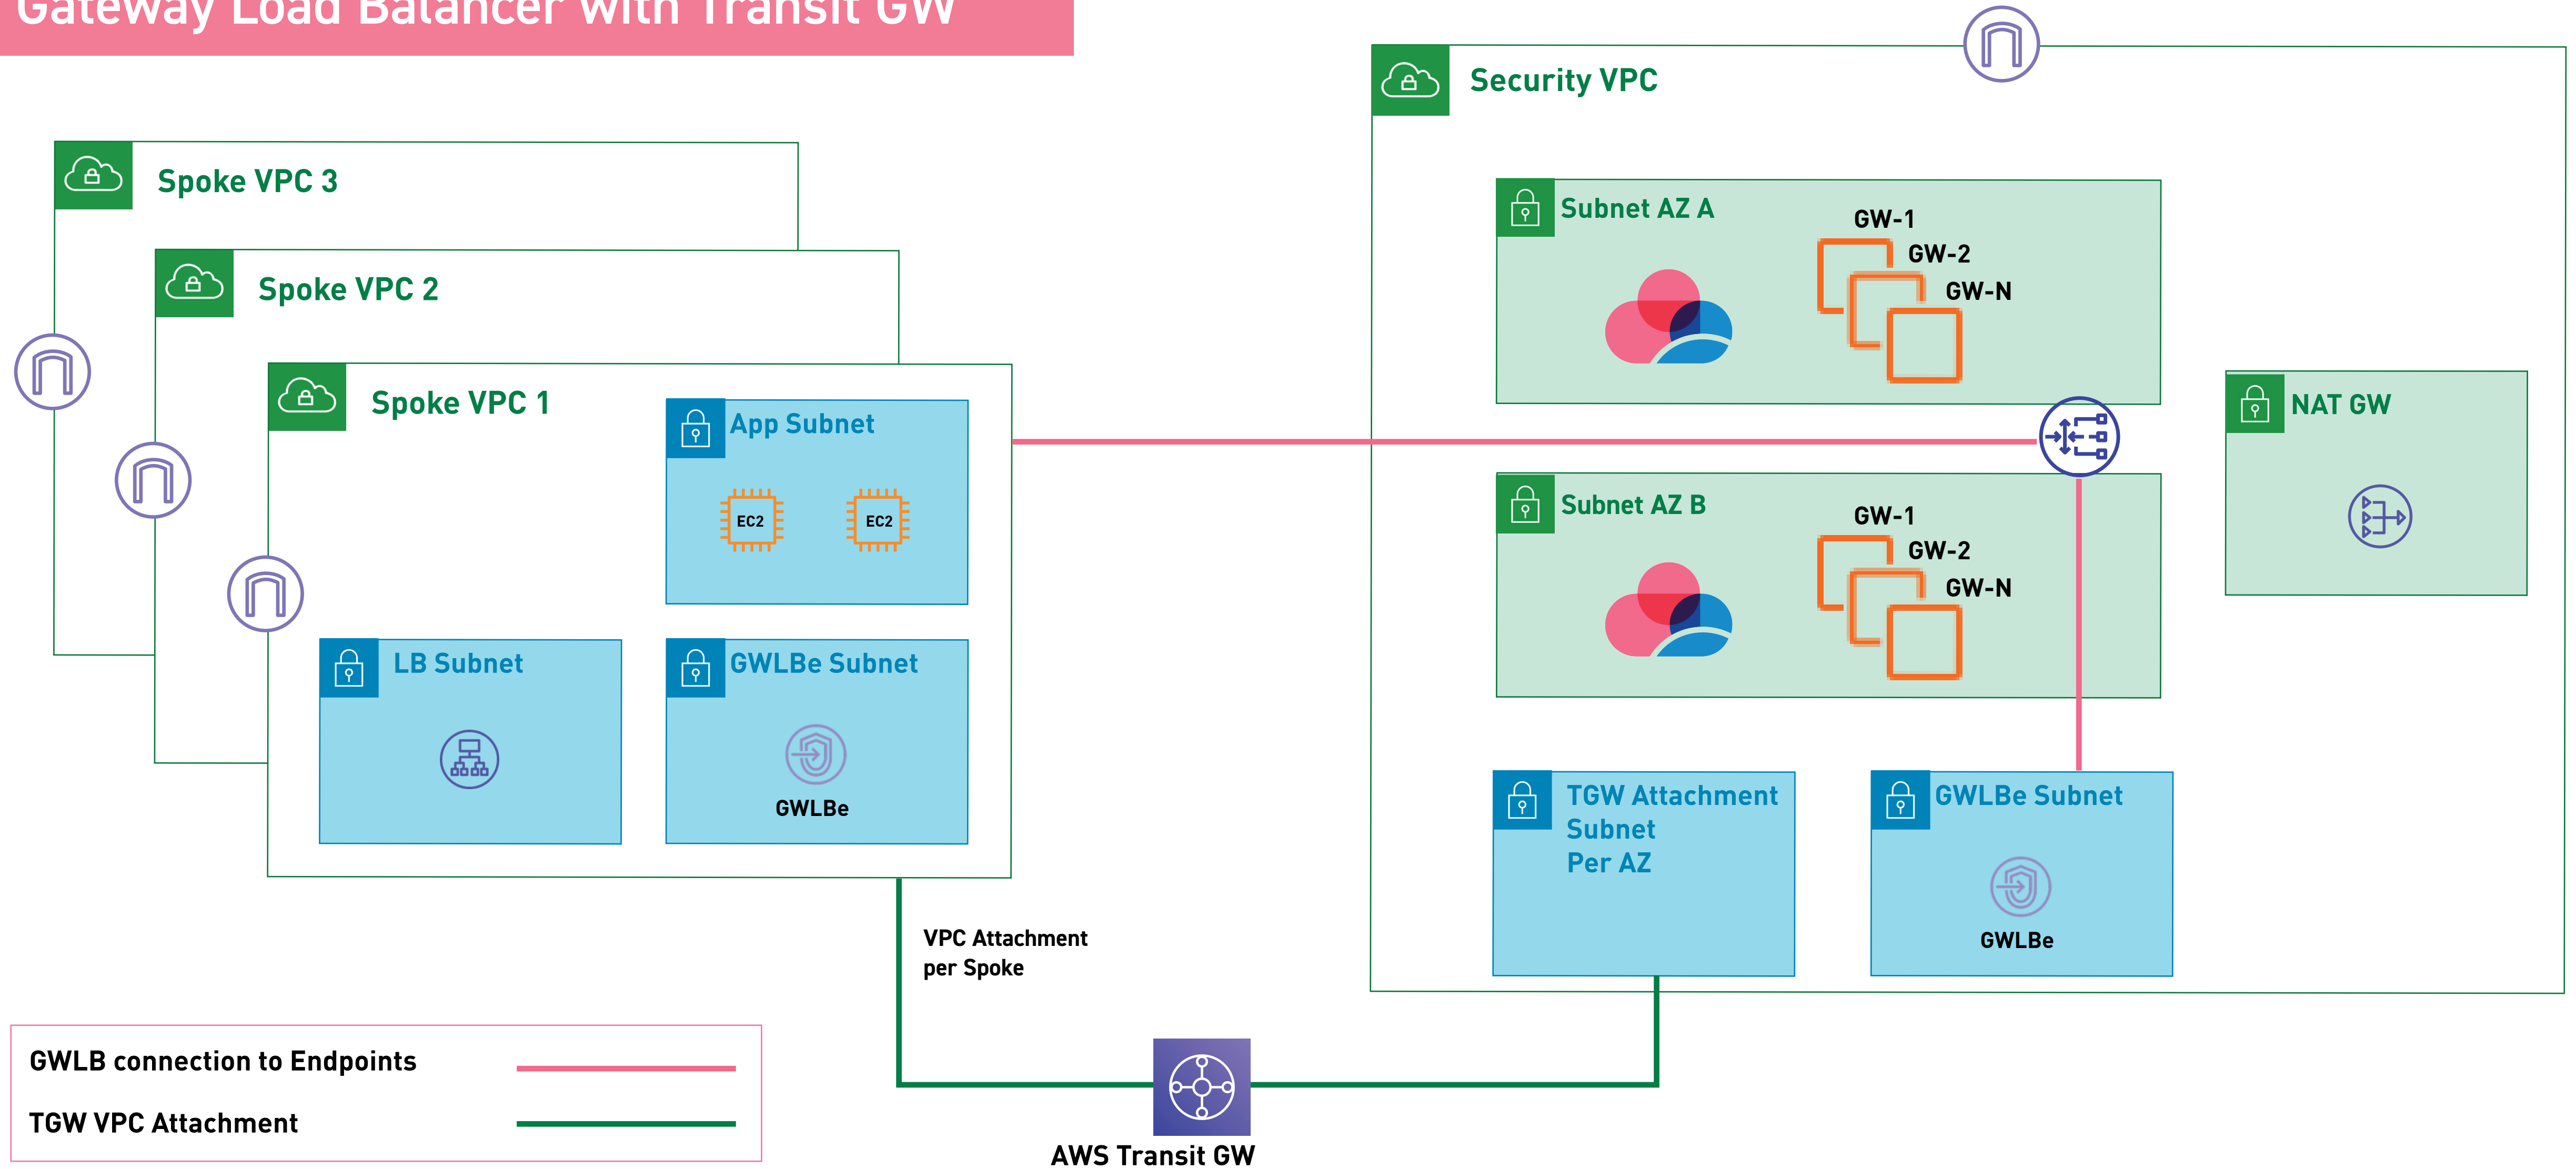 Gateway Load Balancer with Transit GW
Security VPC
Spoke VPC 3
Subnet AZ A
GW-1
GW-2
GW-N
Spoke VPC 2
Spoke VPC 1
App Subnet
EC2
EC2
NAT GW
Subnet AZ B
GW-1
GW-2
GW-N
LB Subnet
GWLBe Subnet
GWLBe
TGW Attachment
Subnet
Per AZ
GWLBe Subnet
GWLBe
VPC Attachment
per Spoke
GWLB connection to Endpoints
TGW VPC Attachment
AWS Transit GW